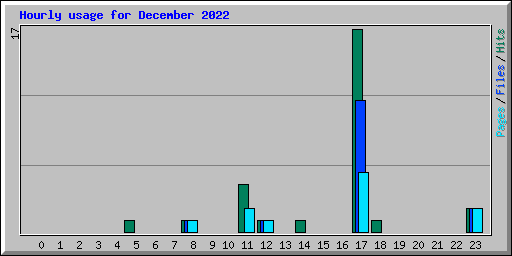 Hourly usage for December 2022
17
Pages/Files/Hits
0 1 2 3 4 5 6 7 8 9 10 11 12 13 14 15 16 17 18 19 20 21 22 23